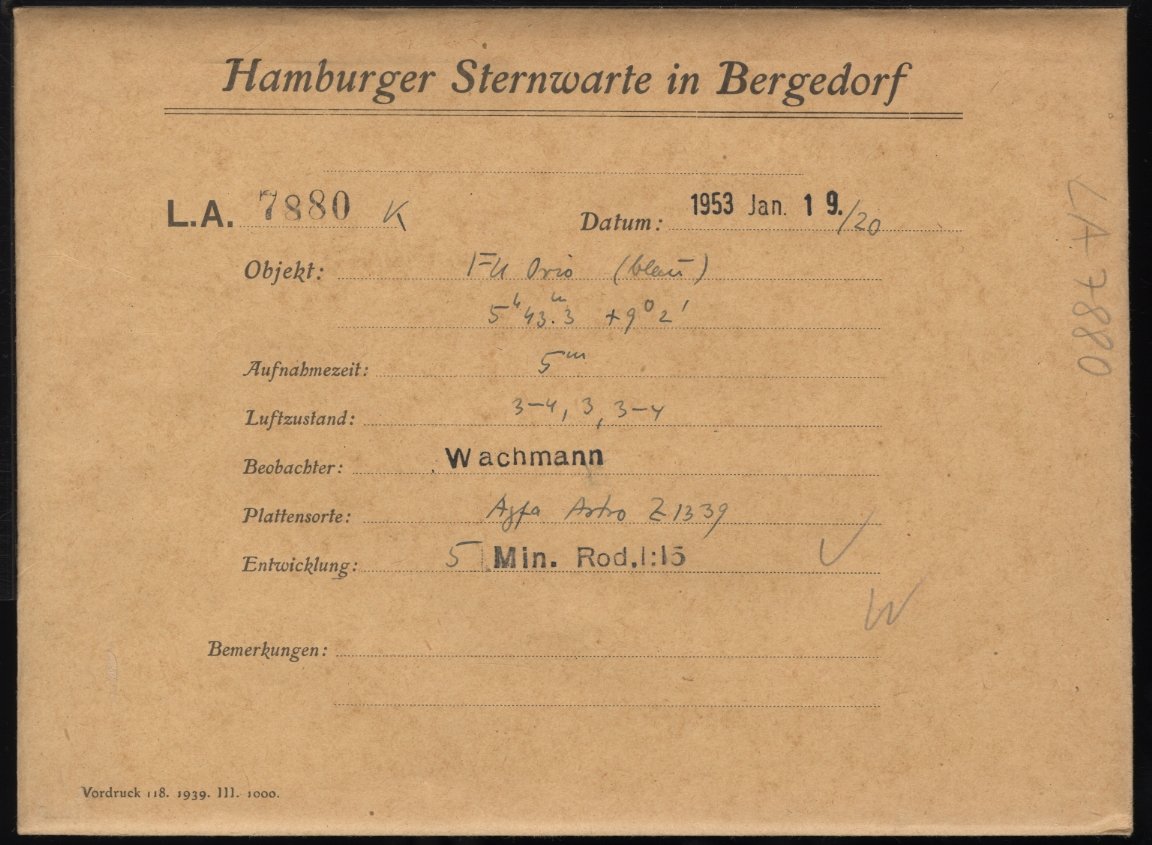 Hamburger Sternwarte in Bergedorf
L.A. 7880 K
Datum: 1953 Jan. 19./20
Objekt: FU Orio (blau)
5h 43.m3 +9° 2'
Aufnahmezeit: 5m
Luftzustand: 3-4, 3, 3-4
Beobachter: Wachmann
Plattensorte: Agfa Astro Z 1339
Entwicklung: 5 Min. Rod. 1:15
W
Bemerkungen:
Vordruck 118. 1939. III. 1000.
LA 7880